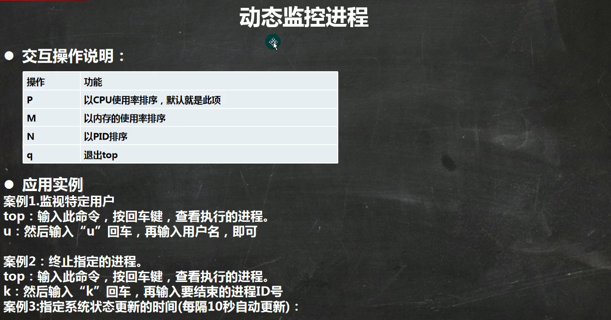 动态监控进程
● 交互操作说明：
操作 功能
P 以CPU使用率排序，默认就是此项
M 以内存的使用率排序
N 以PID排序
q 退出top
● 应用实例
案例1.监视特定用户
top：输入此命令，按回车键，查看执行的进程。
u：然后输入“u”回车，再输入用户名，即可
案例2：终止指定的进程。
top：输入此命令，按回车键，查看执行的进程。
k：然后输入“k”回车，再输入要结束的进程ID号
案例3:指定系统状态更新的时间(每隔10秒自动更新)：